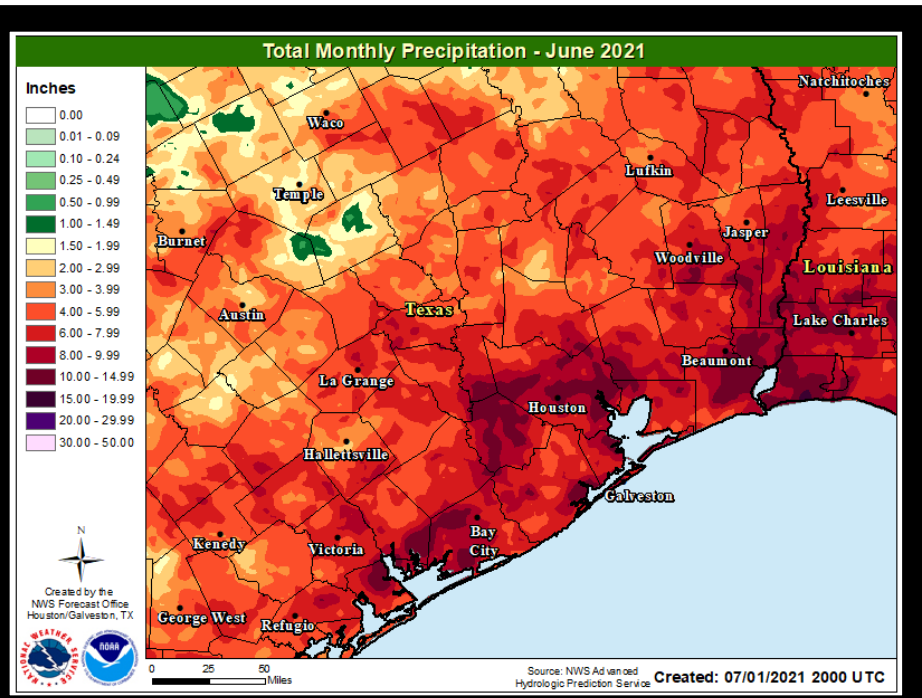 Total Monthly Precipitation - June 2021
Inches
0.00
0.01 - 0.09
0.10 - 0.24
0.25 - 0.49
0.50 - 0.99
1.00 - 1.49
1.50 - 1.99
2.00 - 2.99
3.00 - 3.99
4.00 - 5.99
6.00 - 7.99
8.00 - 9.99
10.00 - 14.99
15.00 - 19.99
20.00 - 29.99
30.00 - 50.00
Natchitoches
Waco
Lufkin
Temple
Leesville
Burnet
Jasper
Woodville
Louisiana
Austin
Texas
Lake Charles
Beaumont
La Grange
Houston
Hallettsville
Galveston
Bay
City
Kenedy
Victoria
George West
Refugio
N
Created by the
NWS Forecast Office
Houston/Galveston, TX
NATIONAL WEATHER SERVICE
NOAA
0 25 50
Miles
Source: NWS Advanced
Hydrologic Prediction Service
Created: 07/01/2021 2000 UTC